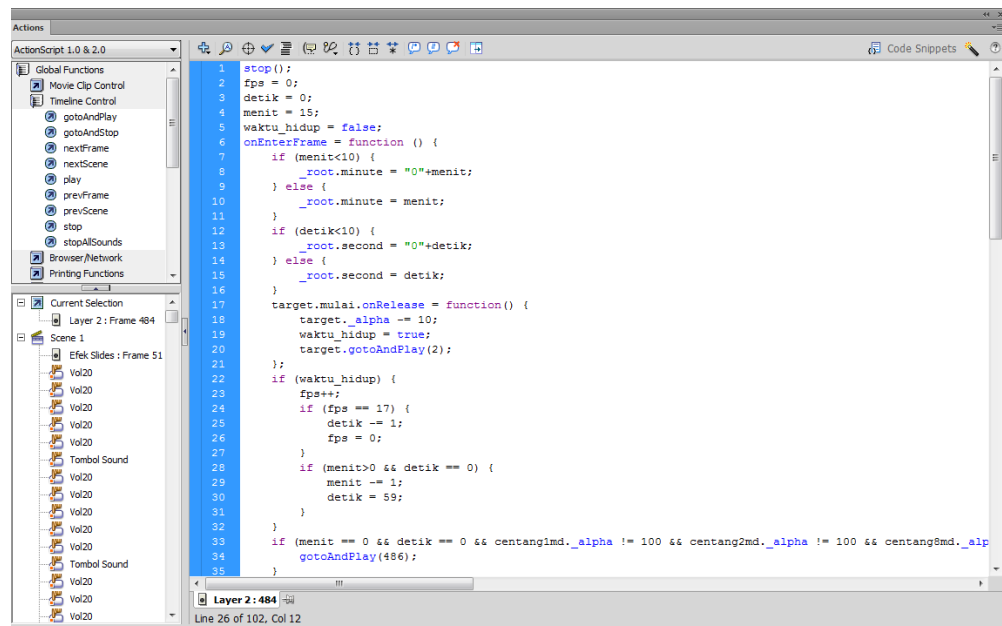 Actions
ActionScript 1.0 & 2.0
Code Snippets
Global Functions
Movie Clip Control
Timeline Control
gotoAndPlay
gotoAndStop
nextFrame
nextScene
play
prevFrame
prevScene
stop
stopAllSounds
Browser/Network
Printing Functions
Current Selection
Layer 2 : Frame 484
Scene 1
Efek Slides : Frame 51
Vol20
Vol20
Vol20
Vol20
Vol20
Tombol Sound
Vol20
Vol20
Vol20
Vol20
Vol20
Tombol Sound
Vol20
Vol20
Vol20
1 stop();
2 fps = 0;
3 detik = 0;
4 menit = 15;
5 waktu_hidup = false;
6 onEnterFrame = function () {
7 if (menit<10) {
8 _root.minute = "0"+menit;
9 } else {
10 _root.minute = menit;
11 }
12 if (detik<10) {
13 _root.second = "0"+detik;
14 } else {
15 _root.second = detik;
16 }
17 target.mulai.onRelease = function() {
18 target._alpha -= 10;
19 waktu_hidup = true;
20 target.gotoAndPlay(2);
21 };
22 if (waktu_hidup) {
23 fps++;
24 if (fps == 17) {
25 detik -= 1;
26 fps = 0;
27 }
28 if (menit>0 && detik == 0) {
29 menit -= 1;
30 detik = 59;
31 }
32 }
33 if (menit == 0 && detik == 0 && centang1md._alpha != 100 && centang2md._alpha != 100 && centang8md._alp
34 gotoAndPlay(486);
35 }
Layer 2 : 484
Line 26 of 102, Col 12